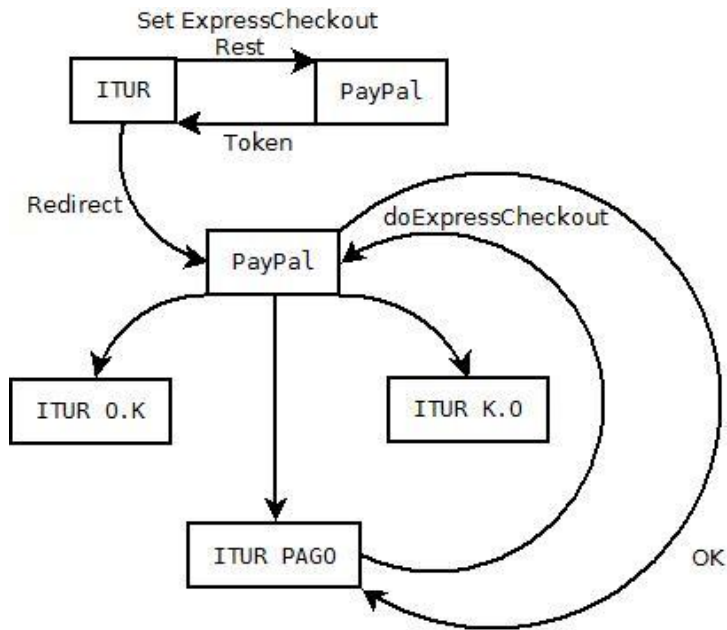 Set ExpressCheckout
Rest
ITUR
PayPal
Token
Redirect
doExpressCheckout
PayPal
ITUR O.K
ITUR K.O
ITUR PAGO
OK